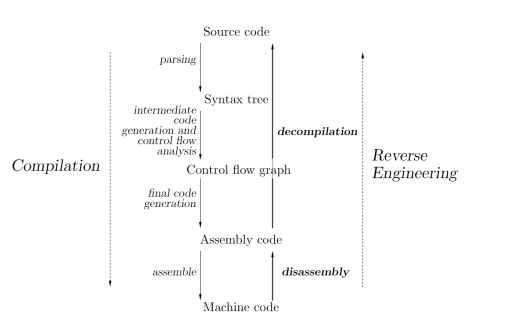 Source code
parsing
Syntax tree
intermediate
code
generation and
control flow
analysis
decompilation
Compilation
Reverse
Engineering
Control flow graph
final code
generation
Assembly code
assemble
disassembly
Machine code